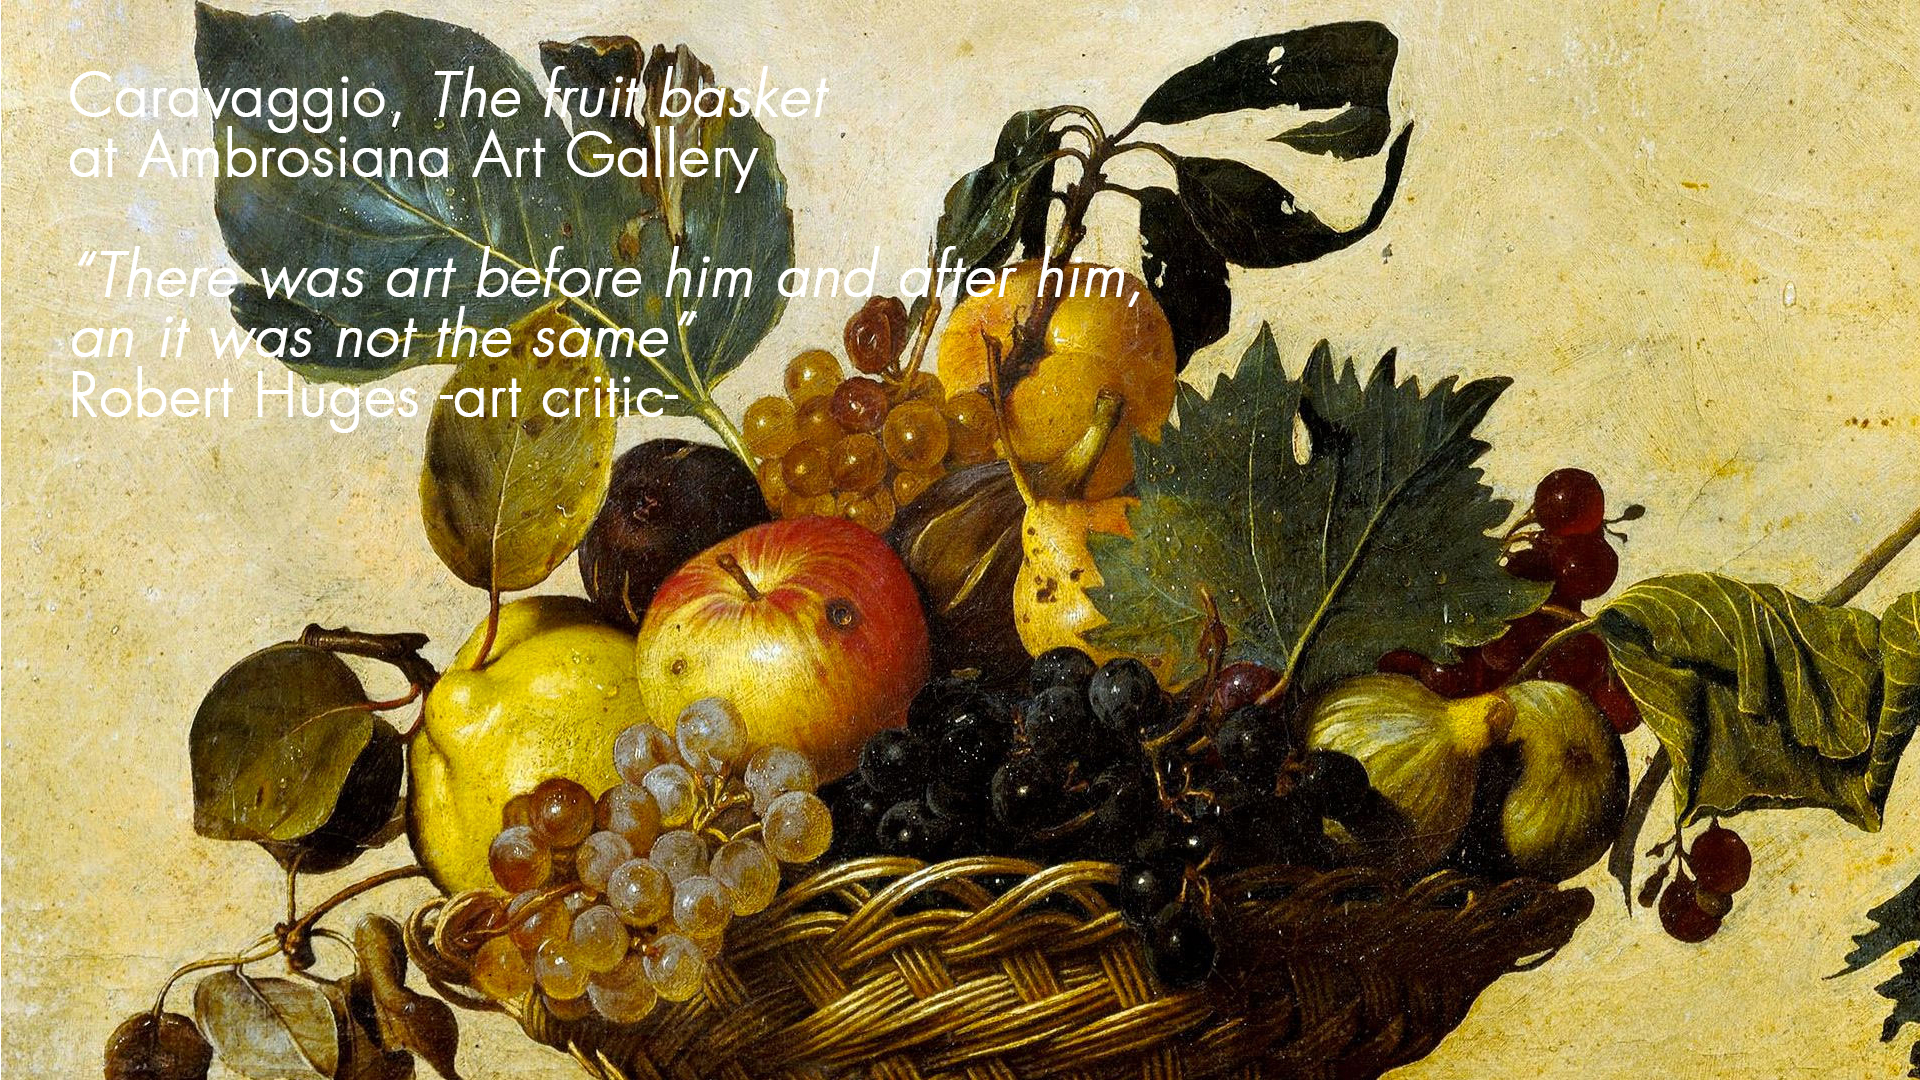 Caravaggio, The fruit basket
at Ambrosiana Art Gallery
“There was art before him and after him,
an it was not the same”
Robert Huges -art critic-